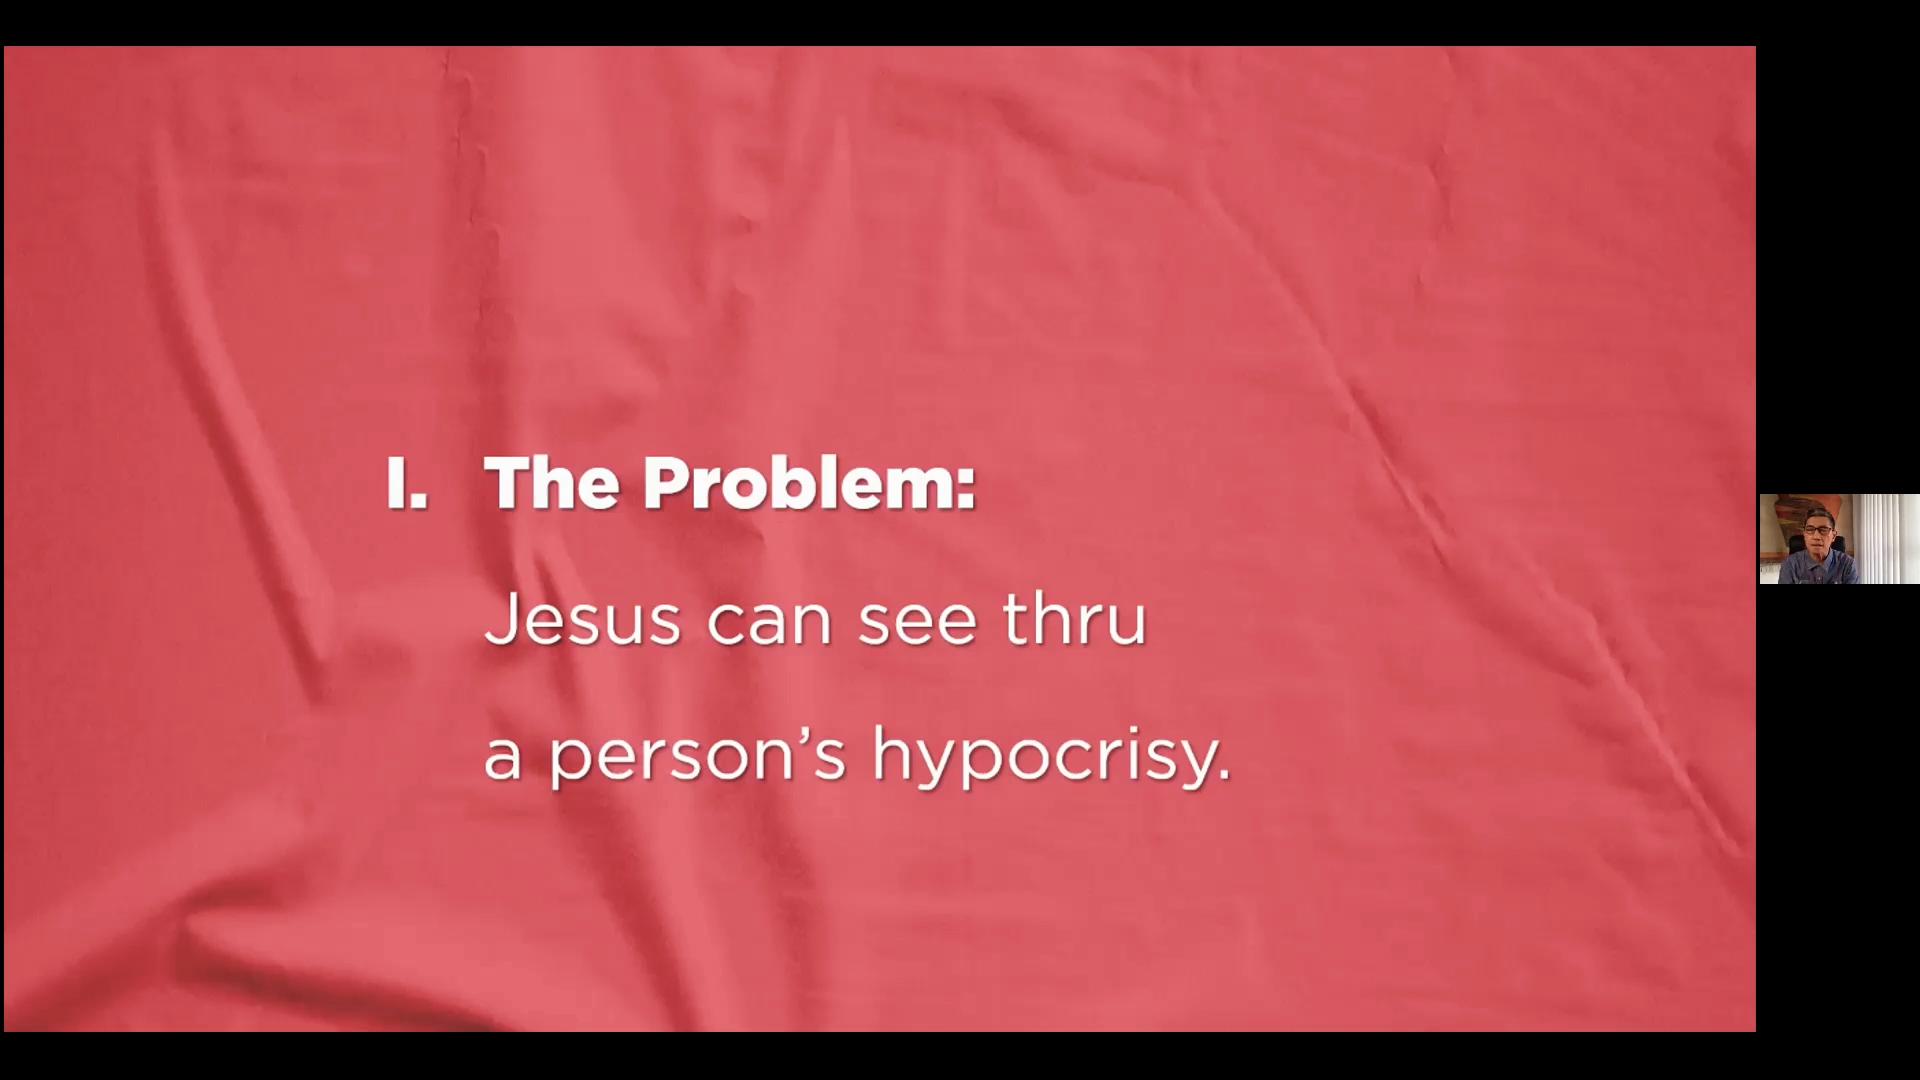 I. The Problem:
Jesus can see thru
a person’s hypocrisy.